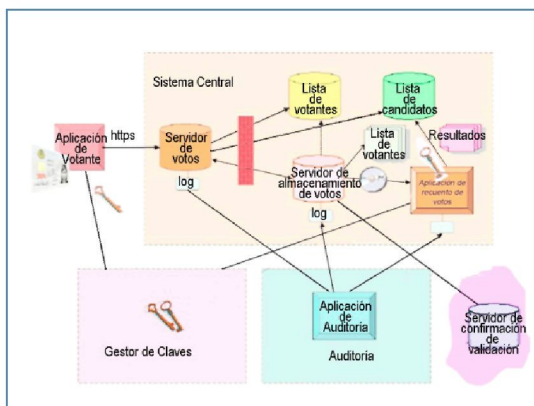 Sistema Central
Lista
de
votantes
Lista
de
candidatos
Aplicación
de
Votante
https
Servidor
de
votos
Lista
de
votantes
Resultados
log
Servidor de
almacenamiento
de votos
Aplicación de
recuento de
votos
log
Gestor de Claves
Aplicación
de
Auditoria
Auditoria
Servidor de
confirmación
de
validación